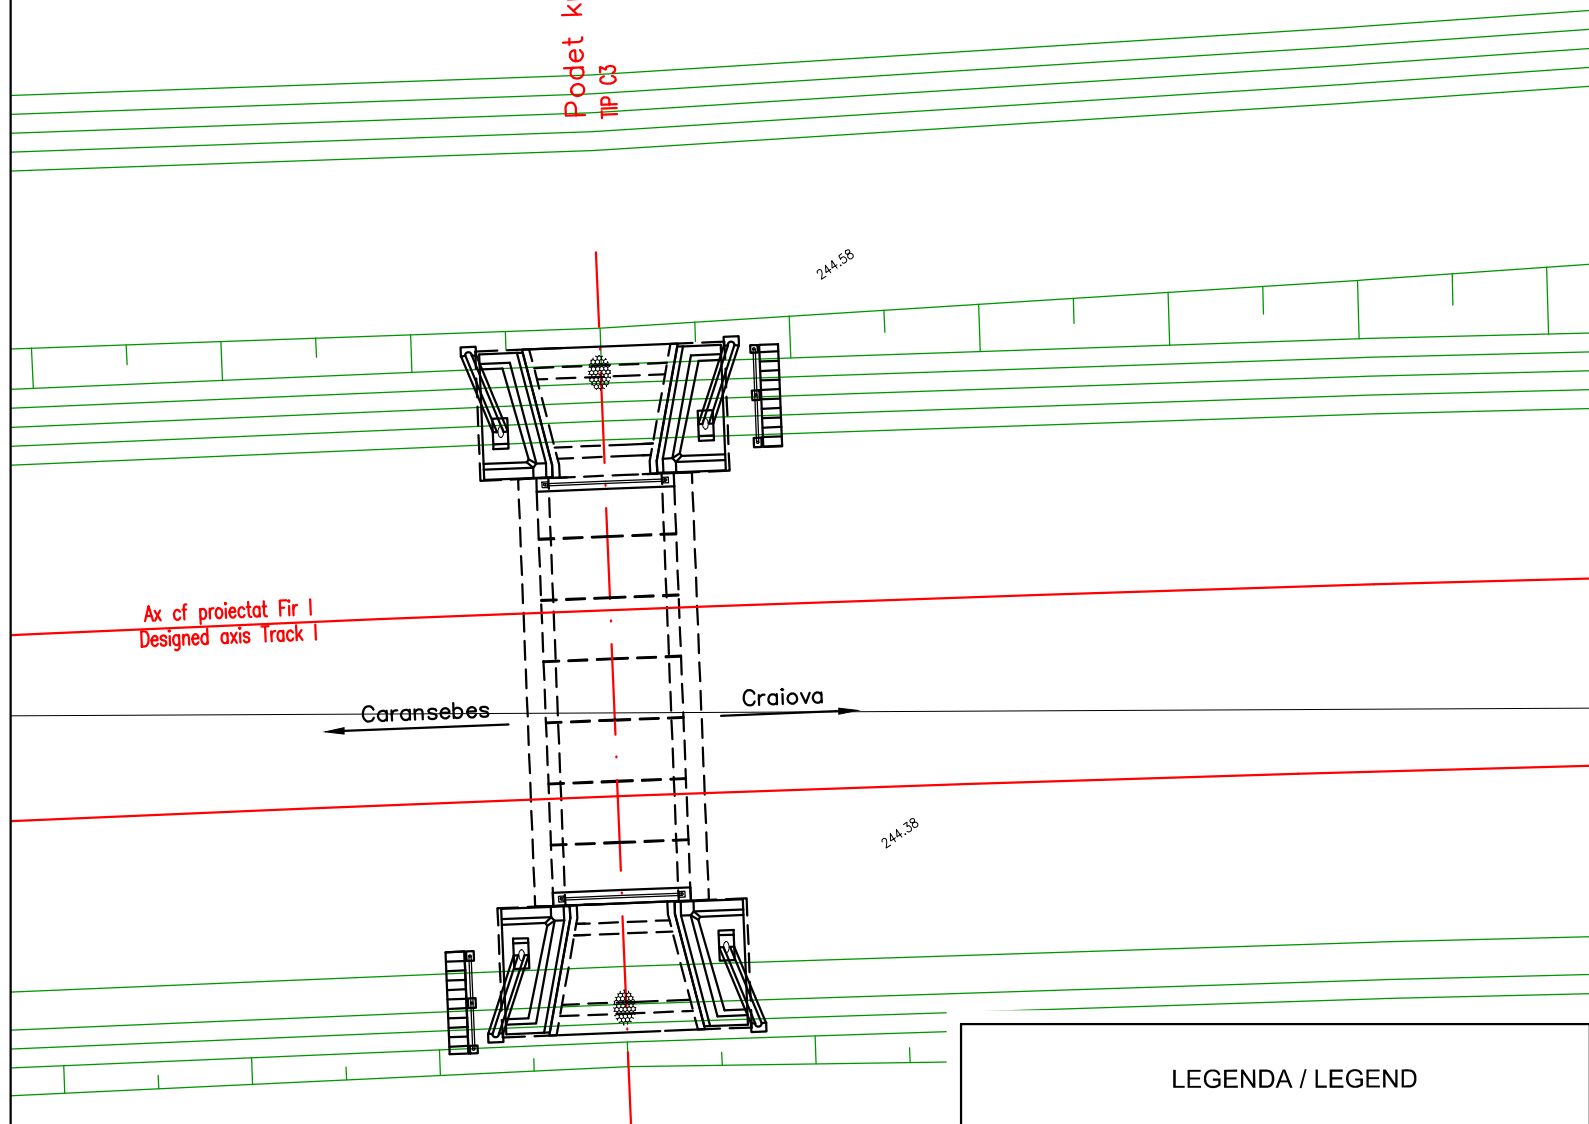 Podet
TIP C3
244.58
Ax cf proiectat Fir I
Designed axis Track I
Caransebes
Craiova
244.38
LEGENDA / LEGEND